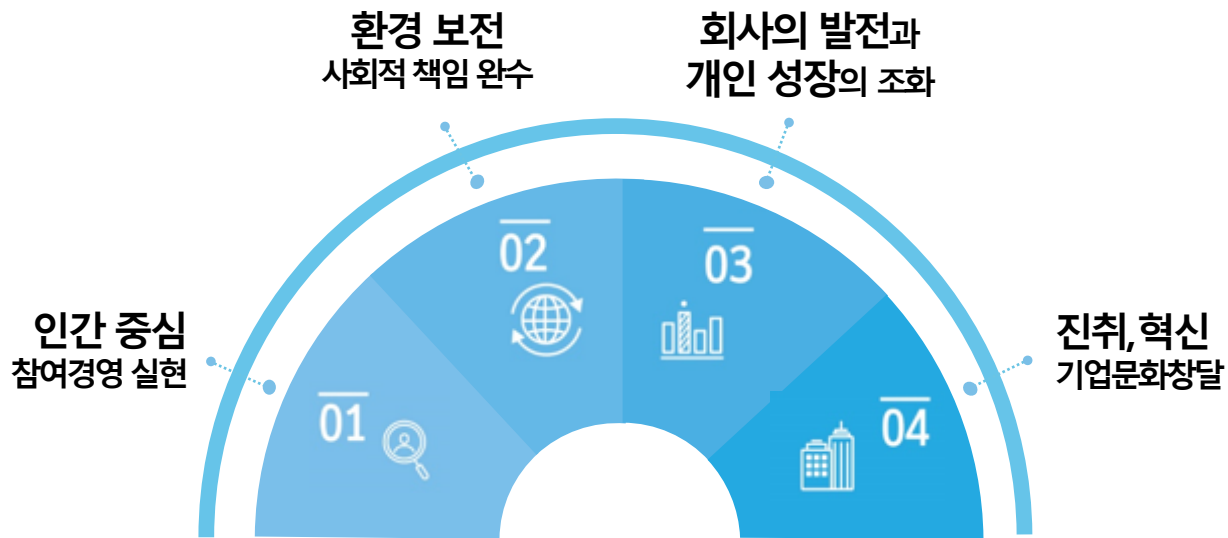 환경 보전
사회적 책임 완수
회사의 발전과
개인 성장의 조화
02
03
인간 중심
참여경영 실현
진취, 혁신
기업문화창달
01
04